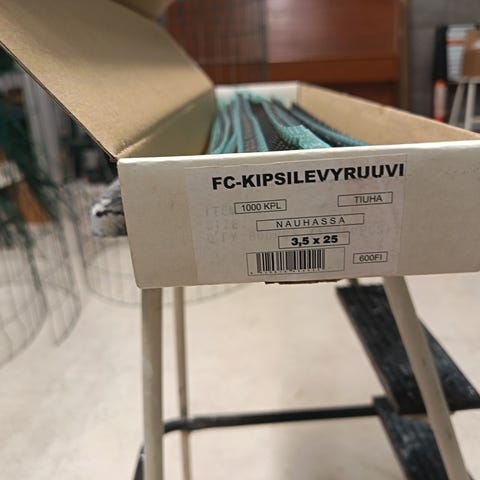 FC-KIPSILEVYRUUVI
1000 KPL TIUHA
NAUHASSA
3,5 x 25
600FI